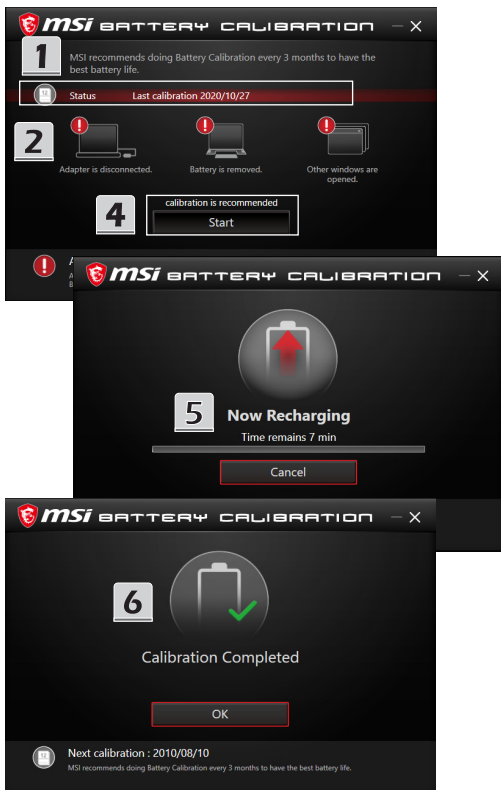 msi BATTERY CALIBRATION
1
MSI recommends doing Battery Calibration every 3 months to have the
best battery life.
Status Last calibration 2020/10/27
2
Adapter is disconnected. Battery is removed. Other windows are
opened.
4
calibration is recommended
Start
msi BATTERY CALIBRATION
5
Now Recharging
Time remains 7 min
Cancel
msi BATTERY CALIBRATION
6
Calibration Completed
OK
Next calibration : 2010/08/10
MSI recommends doing Battery Calibration every 3 months to have the best battery life.